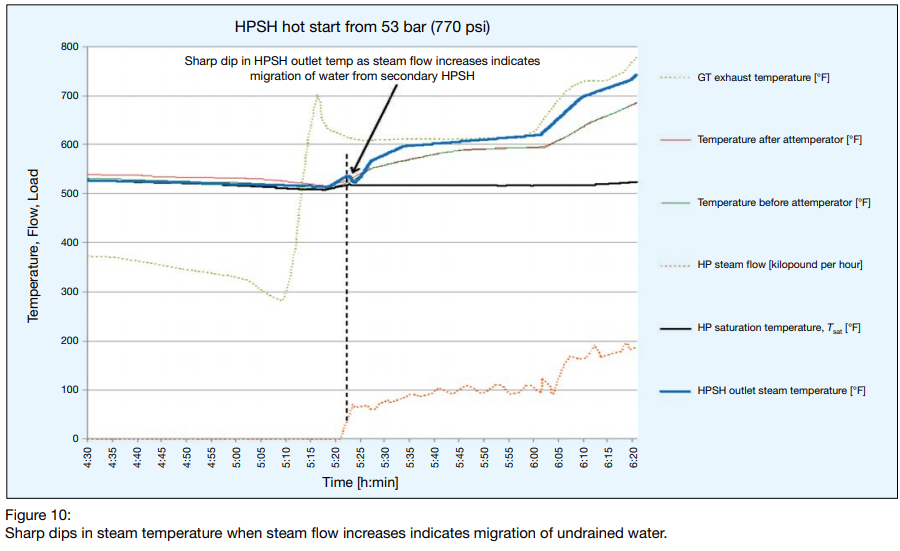 HPSH hot start from 53 bar (770 psi)
Sharp dip in HPSH outlet temp as steam flow increases indicates
migration of water from secondary HPSH
800
700
600
500
400
300
200
100
0
Temperature, Flow, Load
4:30
4:35
4:40
4:45
4:50
4:55
5:00
5:05
5:10
5:15
5:20
5:25
5:30
5:35
5:40
5:45
5:50
5:55
6:00
6:05
6:10
6:15
6:20
Time [h:min]
GT exhaust temperature [°F]
Temperature after attemperator [°F]
Temperature before attemperator [°F]
HP steam flow [kilopound per hour]
HP saturation temperature, Tsat [°F]
HPSH outlet steam temperature [°F]
Figure 10:
Sharp dips in steam temperature when steam flow increases indicates migration of undrained water.